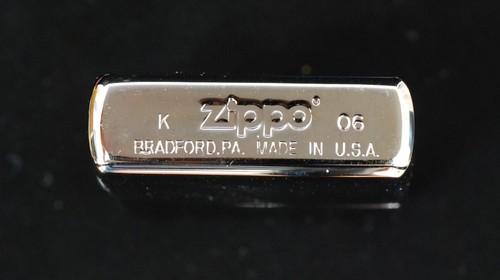 K Zippo® 06
BRADFORD, PA. MADE IN U.S.A.